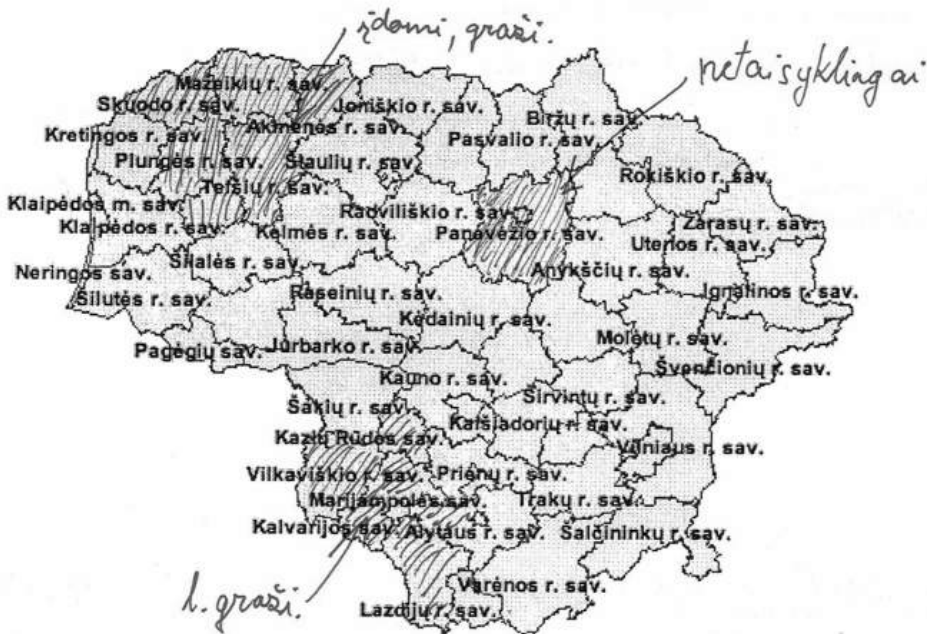 įdomi, graži.
netaisyklingai
Mažeikių r. sav.
Skuodo r. sav.
Joniškio r. sav.
Biržų r. sav.
Kretingos r. sav.
Akmenės r. sav.
Pasvalio r. sav.
Plungės r. sav.
Šiaulių r. sav.
Rokiškio r. sav.
Telšių r. sav.
Klaipėdos m. sav.
Radviliškio r. sav.
Zarasų r. sav.
Klaipėdos r. sav.
Kelmės r. sav.
Panevėžio r. sav.
Utenos r. sav.
Neringos sav.
Šilalės r. sav.
Anykščių r. sav.
Ignalinos r. sav.
Šilutės r. sav.
Raseinių r. sav.
Kėdainių r. sav.
Molėtų r. sav.
Pagėgių sav.
Jurbarko r. sav.
Švenčionių r. sav.
Kauno r. sav.
Širvintų r. sav.
Šakių r. sav.
Kaišiadorių r. sav.
Kazlų Rūdos sav.
Vilniaus r. sav.
Vilkaviškio r. sav.
Prienų r. sav.
Marijampolės sav.
Trakų r. sav.
Kalvarijos sav.
Alytaus r. sav.
Šalčininkų r. sav.
l. graži.
Varėnos r. sav.
Lazdijų r. sav.